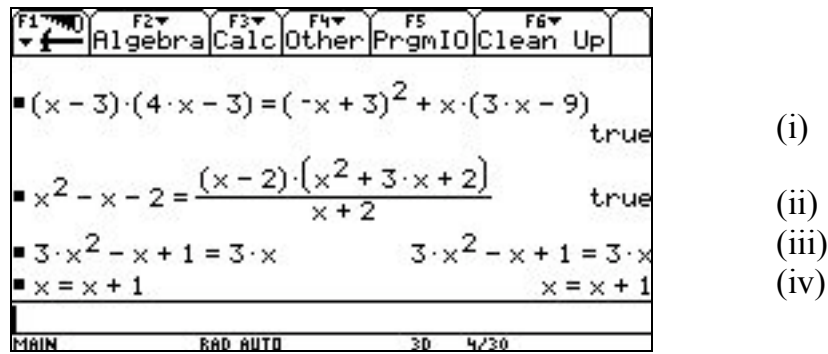 F1 F2 F3 F4 F5 F6
Algebra Calc Other PrgmIO Clean Up
(x - 3)·(4·x - 3) = (-x + 3)² + x·(3·x - 9)
true (i)
x² - x - 2 = (x - 2)·(x² + 3·x + 2) / x + 2 true (ii)
3·x² - x + 1 = 3·x 3·x² - x + 1 = 3·x (iii)
x = x + 1 x = x + 1 (iv)
MAIN RAD AUTO 3D 4/30